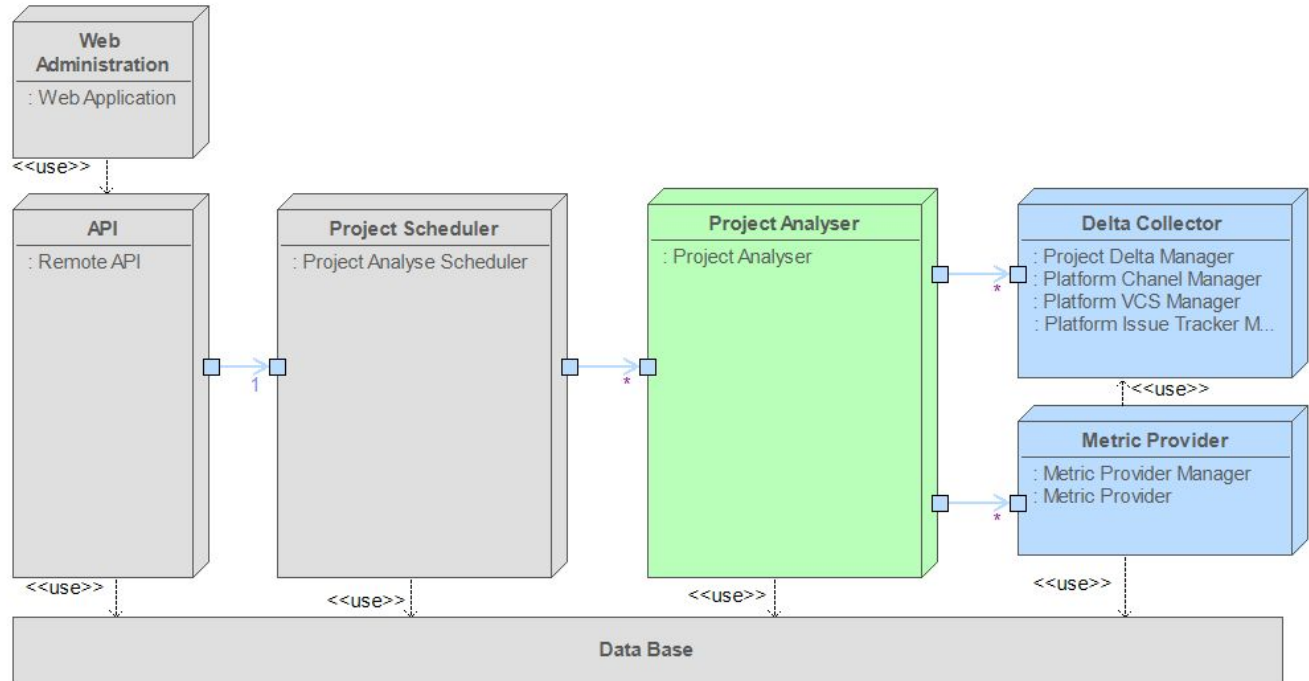 Web
Administration
: Web Application
<<use>>
API
: Remote API
1
Project Scheduler
: Project Analyse Scheduler
*
Project Analyser
: Project Analyser
*
*
Delta Collector
: Project Delta Manager
: Platform Chanel Manager
: Platform VCS Manager
: Platform Issue Tracker M...
<<use>>
Metric Provider
: Metric Provider Manager
: Metric Provider
<<use>>
<<use>>
<<use>>
<<use>>
Data Base